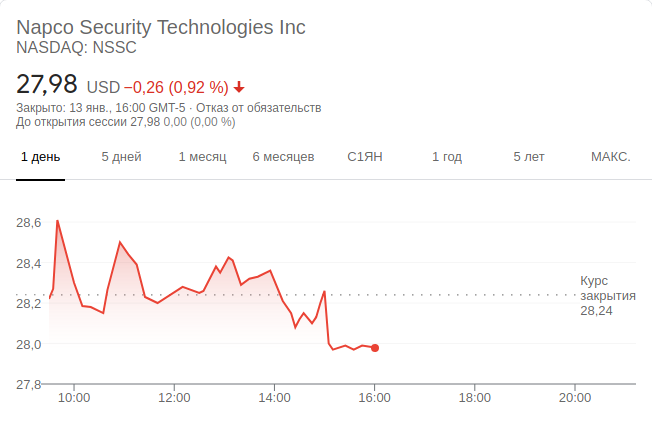 Napco Security Technologies Inc
NASDAQ: NSSC
27,98 USD −0,26 (0,92 %)
Закрыто: 13 янв., 16:00 GMT-5 · Отказ от обязательств
До открытия сессии 27,98 0,00 (0,00 %)
1 день 5 дней 1 месяц 6 месяцев С1ЯН 1 год 5 лет МАКС.
28,6
28,4
28,2
28,0
27,8
Курс
закрытия
28,24
10:00 12:00 14:00 16:00 18:00 20:00